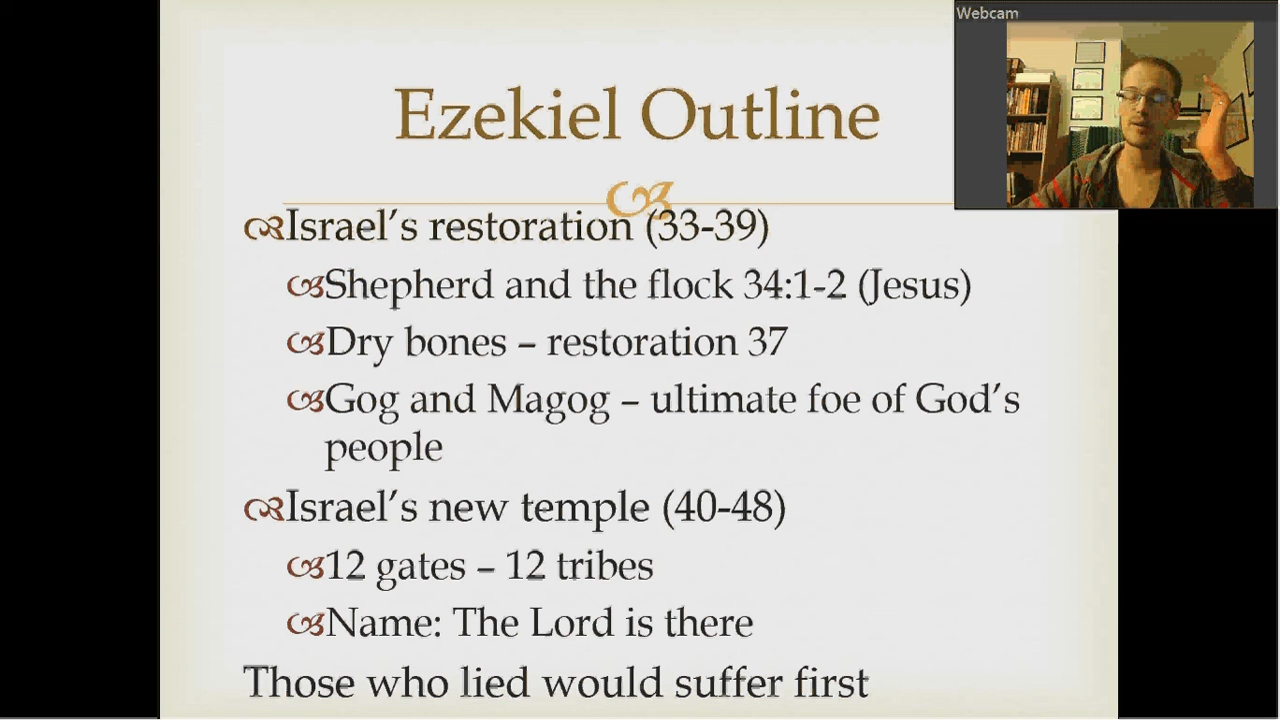 Webcam
Ezekiel Outline
Israel’s restoration (33-39)
Shepherd and the flock 34:1-2 (Jesus)
Dry bones – restoration 37
Gog and Magog – ultimate foe of God’s
people
Israel’s new temple (40-48)
12 gates – 12 tribes
Name: The Lord is there
Those who lied would suffer first